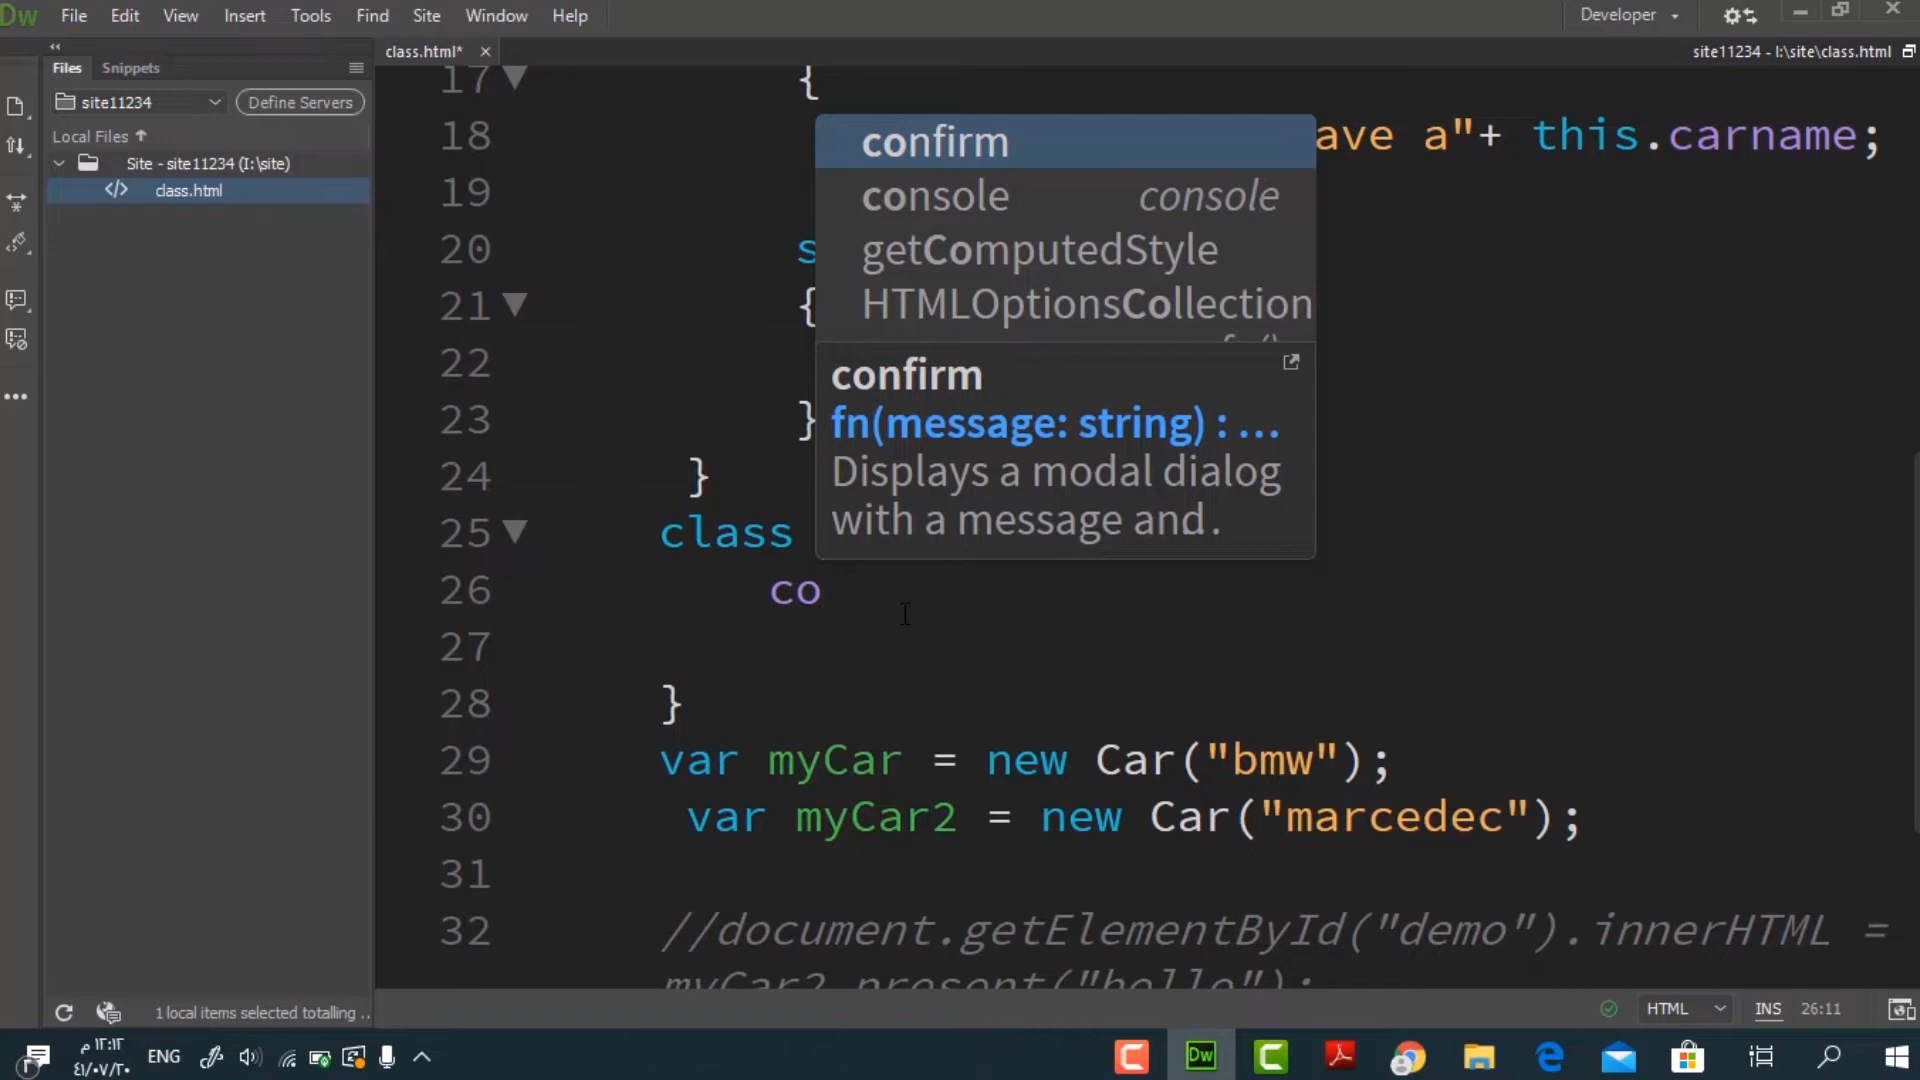 Dw File Edit View Insert Tools Find Site Window Help Developer
Files Snippets
class.html*
site11234 - I:\site\class.html
site11234 Define Servers
Local Files
Site - site11234 (I:\site)
class.html
17 {
18 ave a"+ this.carname;
19
20 s
21 {
22
23 }
24 }
25 class
26 co
27
28 }
29 var myCar = new Car("bmw");
30 var myCar2 = new Car("marcedec");
31
32 //document.getElementById("demo").innerHTML =
myCar2.present("hello");
confirm
console console
getComputedStyle
HTMLOptionsCollection
confirm
fn(message: string) : ...
Displays a modal dialog
with a message and .
1 local items selected totalling ..
HTML INS 26:11
ENG
Dw